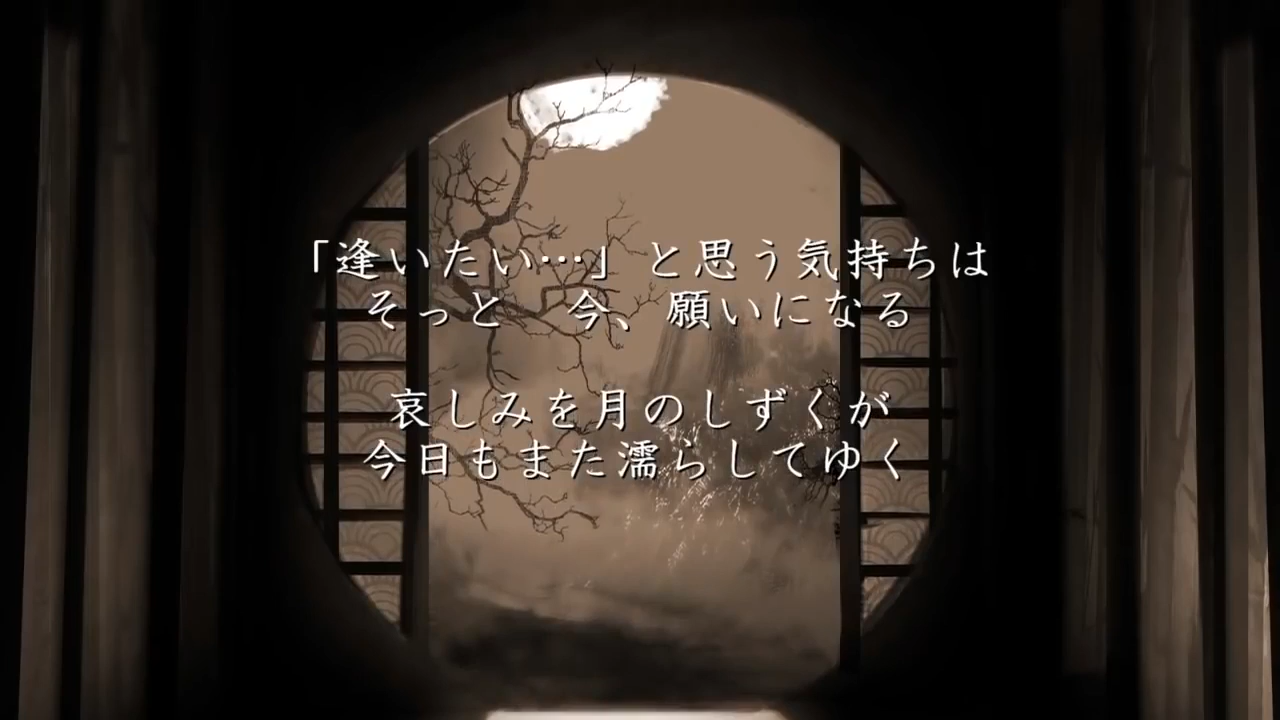 「逢いたい…」と思う気持ちは
そっと　今、願いになる
哀しみを月のしずくが
今日もまた濡らしてゆく